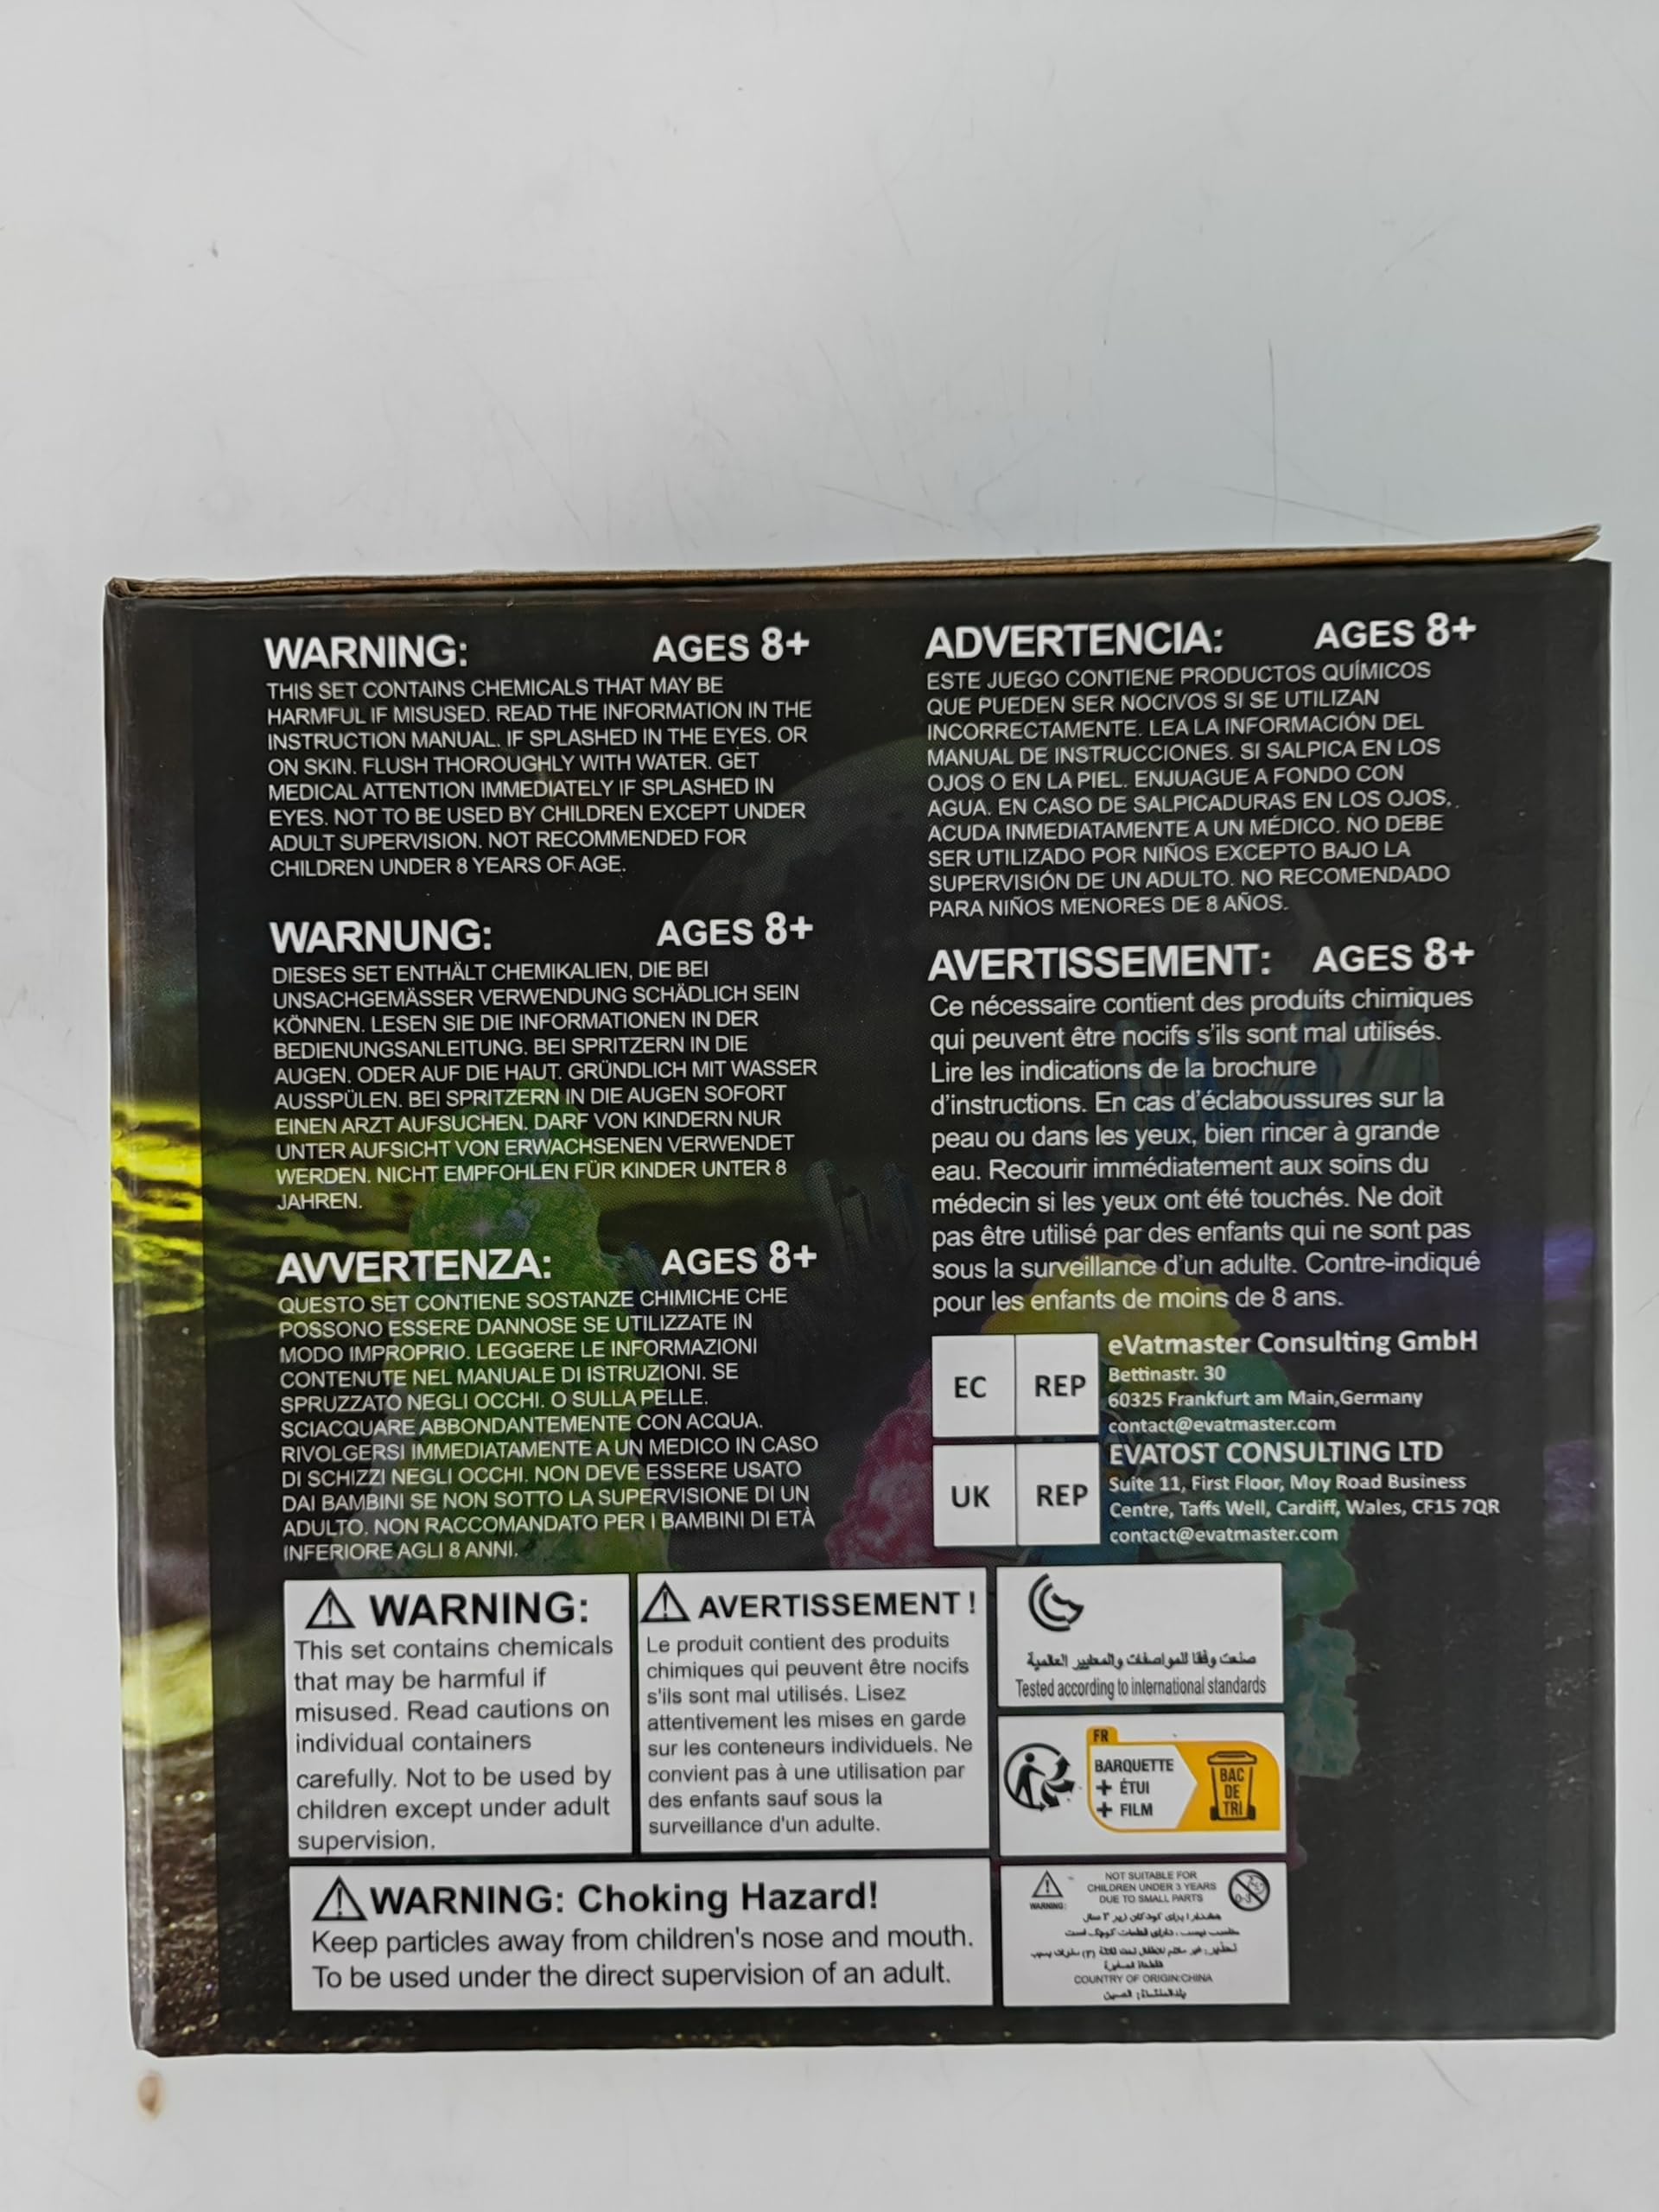 WARNING: AGES 8+
THIS SET CONTAINS CHEMICALS THAT MAY BE
HARMFUL IF MISUSED. READ THE INFORMATION IN THE
INSTRUCTION MANUAL. IF SPLASHED IN THE EYES. OR
ON SKIN. FLUSH THOROUGHLY WITH WATER. GET
MEDICAL ATTENTION IMMEDIATELY IF SPLASHED IN
EYES. NOT TO BE USED BY CHILDREN EXCEPT UNDER
ADULT SUPERVISION. NOT RECOMMENDED FOR
CHILDREN UNDER 8 YEARS OF AGE.
WARNUNG: AGES 8+
DIESES SET ENTHÄLT CHEMIKALIEN, DIE BEI
UNSACHGEMÄSSER VERWENDUNG SCHÄDLICH SEIN
KÖNNEN. LESEN SIE DIE INFORMATIONEN IN DER
BEDIENUNGSANLEITUNG. BEI SPRITZERN IN DIE
AUGEN. ODER AUF DIE HAUT. GRÜNDLICH MIT WASSER
AUSSPÜLEN. BEI SPRITZERN IN DIE AUGEN SOFORT
EINEN ARZT AUFSUCHEN. DARF VON KINDERN NUR
UNTER AUFSICHT VON ERWACHSENEN VERWENDET
WERDEN. NICHT EMPFOHLEN FÜR KINDER UNTER 8
JAHREN.
AVVERTENZA: AGES 8+
QUESTO SET CONTIENE SOSTANZE CHIMICHE CHE
POSSONO ESSERE DANNOSE SE UTILIZZATE IN
MODO IMPROPRIO. LEGGERE LE INFORMAZIONI
CONTENUTE NEL MANUALE DI ISTRUZIONI. SE
SPRUZZATO NEGLI OCCHI. O SULLA PELLE.
SCIACQUARE ABBONDANTEMENTE CON ACQUA.
RIVOLGERSI IMMEDIATAMENTE A UN MEDICO IN CASO
DI SCHIZZI NEGLI OCCHI. NON DEVE ESSERE USATO
DAI BAMBINI SE NON SOTTO LA SUPERVISIONE DI UN
ADULTO. NON RACCOMANDATO PER I BAMBINI DI ETÀ
INFERIORE AGLI 8 ANNI.
ADVERTENCIA: AGES 8+
ESTE JUEGO CONTIENE PRODUCTOS QUÍMICOS
QUE PUEDEN SER NOCIVOS SI SE UTILIZAN
INCORRECTAMENTE. LEA LA INFORMACIÓN DEL
MANUAL DE INSTRUCCIONES. SI SALPICA EN LOS
OJOS O EN LA PIEL. ENJUAGUE A FONDO CON
AGUA. EN CASO DE SALPICADURAS EN LOS OJOS,.
ACUDA INMEDIATAMENTE A UN MÉDICO. NO DEBE
SER UTILIZADO POR NIÑOS EXCEPTO BAJO LA
SUPERVISIÓN DE UN ADULTO. NO RECOMENDADO
PARA NIÑOS MENORES DE 8 AÑOS.
AVERTISSEMENT: AGES 8+
Ce nécessaire contient des produits chimiques
qui peuvent être nocifs s'ils sont mal utilisés.
Lire les indications de la brochure
d'instructions. En cas d'éclaboussures sur la
peau ou dans les yeux, bien rincer à grande
eau. Recourir immédiatement aux soins du
médecin si les yeux ont été touchés. Ne doit
pas être utilisé par des enfants qui ne sont pas
sous la surveillance d'un adulte. Contre-indiqué
pour les enfants de moins de 8 ans.
EC REP
eVatmaster Consulting GmbH
Bettinastr. 30
60325 Frankfurt am Main,Germany
contact@evatmaster.com
UK REP
EVATOST CONSULTING LTD
Suite 11, First Floor, Moy Road Business
Centre, Taffs Well, Cardiff, Wales, CF15 7QR
contact@evatmaster.com
WARNING:
This set contains chemicals
that may be harmful if
misused. Read cautions on
individual containers
carefully. Not to be used by
children except under adult
supervision.
AVERTISSEMENT !
Le produit contient des produits
chimiques qui peuvent être nocifs
s'ils sont mal utilisés. Lisez
attentivement les mises en garde
sur les conteneurs individuels. Ne
convient pas à une utilisation par
des enfants sauf sous la
surveillance d'un adulte.
صنعت وفقا للمواصفات والمعايير العالمية
Tested according to international standards
FR
BARQUETTE
+ ÉTUI
+ FILM
BAC
DE
TRI
WARNING: Choking Hazard!
Keep particles away from children's nose and mouth.
To be used under the direct supervision of an adult.
WARNING:
NOT SUITABLE FOR
CHILDREN UNDER 3 YEARS
DUE TO SMALL PARTS
0-3
COUNTRY OF ORIGIN:CHINA
بلد المنشأ: الصين